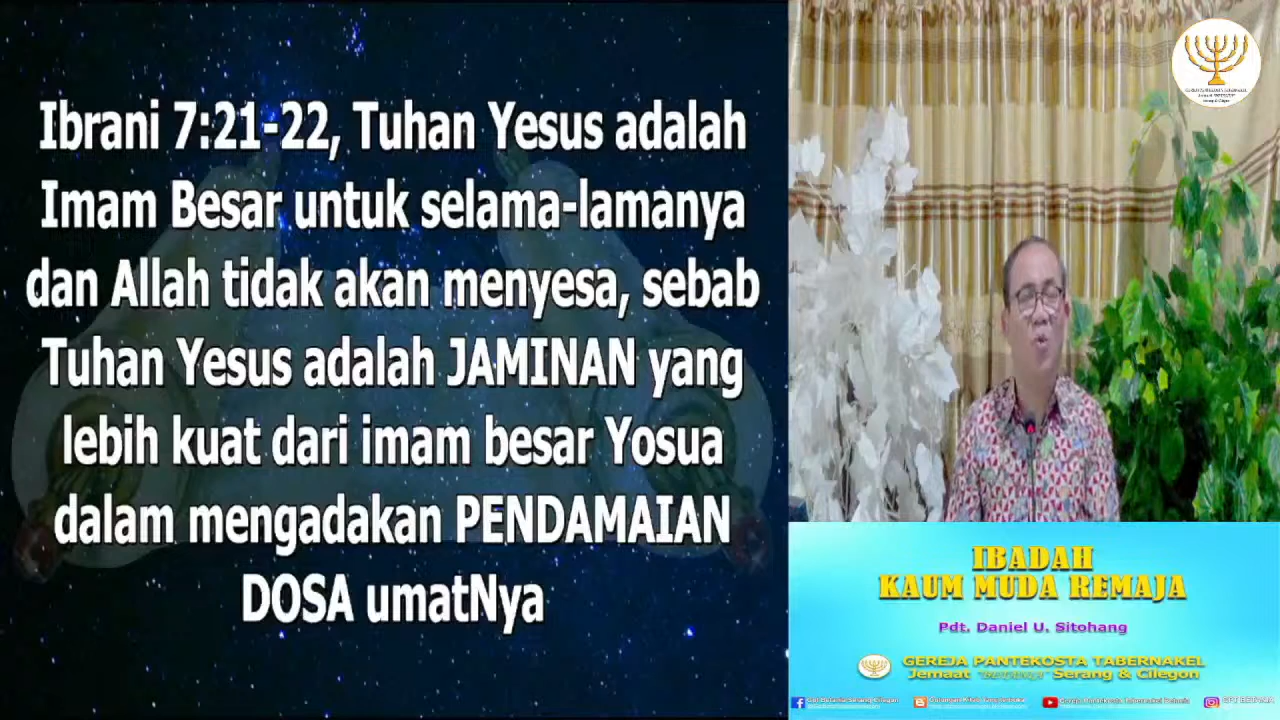 Ibrani 7:21-22, Tuhan Yesus adalah
Imam Besar untuk selama-lamanya
dan Allah tidak akan menyesa, sebab
Tuhan Yesus adalah JAMINAN yang
lebih kuat dari imam besar Yosua
dalam mengadakan PENDAMAIAN
DOSA umatNya
IBADAH
KAUM MUDA REMAJA
Pdt. Daniel U. Sitohang
GEREJA PANTEKOSTA TABERNAKEL
Jemaat "BETANIA" Serang & Cilegon